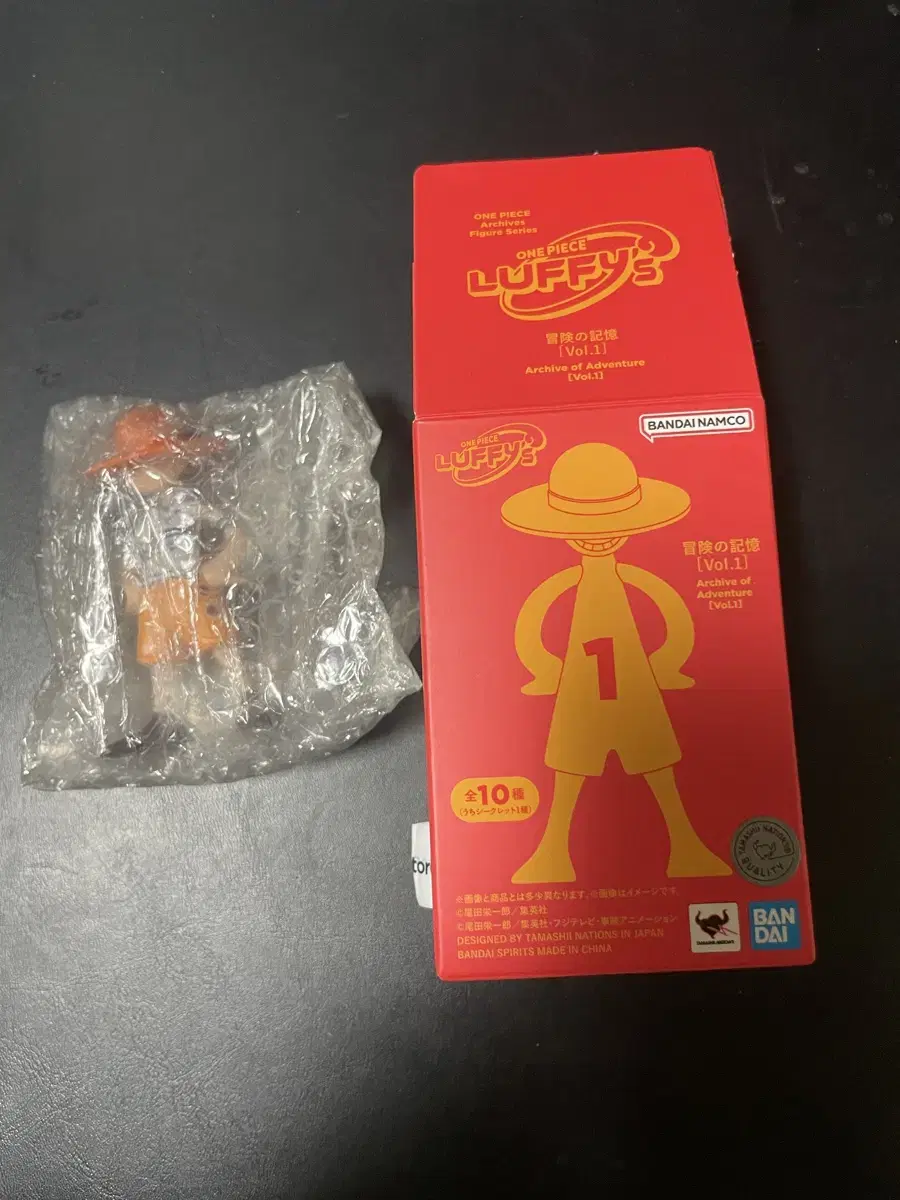 ONE PIECE
Archives
Figure Series
ONE PIECE
LUFFY's
冒険の記憶
[Vol.1]
Archive of Adventure
[Vol.1]
BANDAI NAMCO
ONE PIECE
LUFFY's
冒険の記憶
[Vol.1]
Archive of
Adventure
[Vol.1]
1
全10種
(うちシークレット1種)
TAMASHII NATIONS
QUALITY
※画像と商品とは多少異なります。※画像はイメージです。
©尾田栄一郎/集英社
©尾田栄一郎/集英社・フジテレビ・東映アニメーション
DESIGNED BY TAMASHII NATIONS IN JAPAN
BANDAI SPIRITS MADE IN CHINA
TAMASHII NATIONS
BAN
DAI
tor